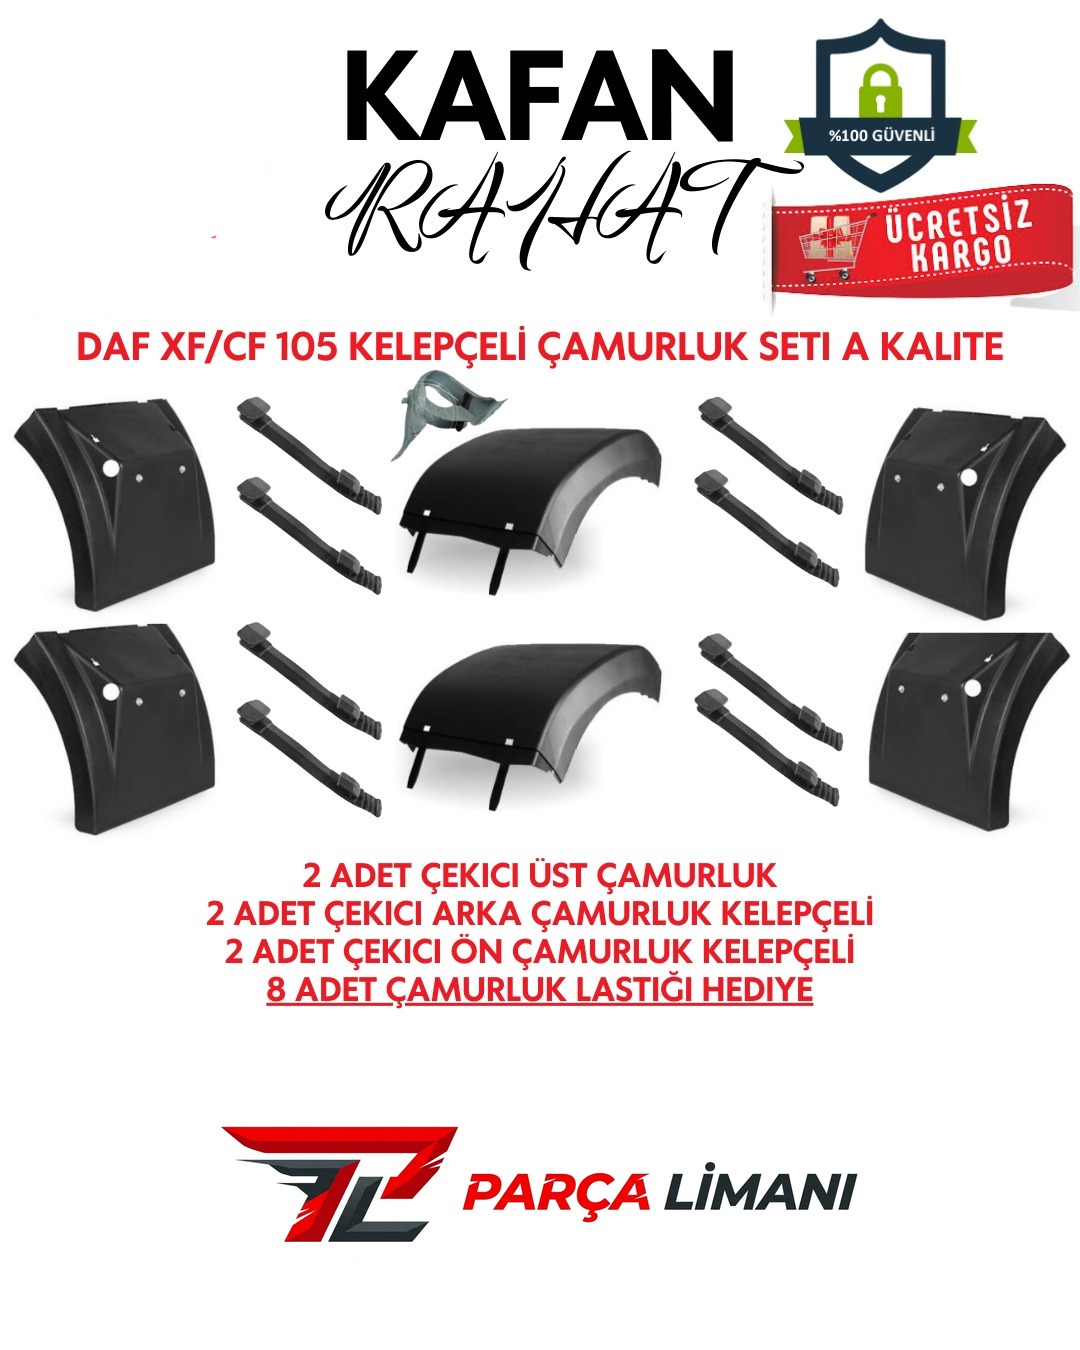 KAFAN
RAHAT
%100 GÜVENLİ
ÜCRETSİZ
KARGO
DAF XF/CF 105 KELEPÇELİ ÇAMURLUK SETI A KALITE
2 ADET ÇEKICI ÜST ÇAMURLUK
2 ADET ÇEKICI ARKA ÇAMURLUK KELEPÇELİ
2 ADET ÇEKICI ÖN ÇAMURLUK KELEPÇELİ
8 ADET ÇAMURLUK LASTIĞI HEDIYE
PARÇA LİMANI